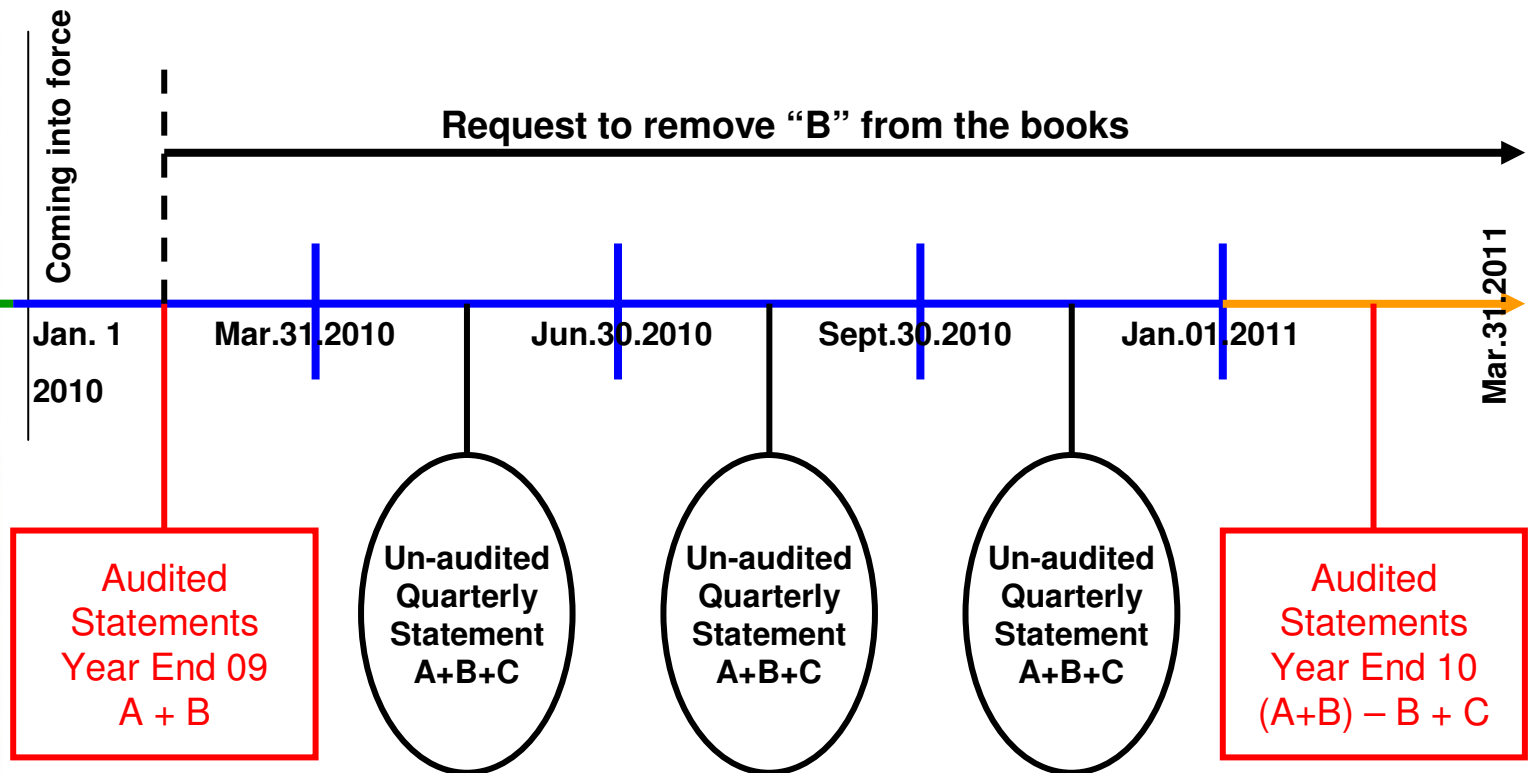 Coming into force
Request to remove “B” from the books
Jan. 1
2010
Mar.31.2010
Jun.30.2010
Sept.30.2010
Jan.01.2011
Mar.31.2011
Audited
Statements
Year End 09
A + B
Un-audited
Quarterly
Statement
A+B+C
Un-audited
Quarterly
Statement
A+B+C
Un-audited
Quarterly
Statement
A+B+C
Audited
Statements
Year End 10
(A+B) – B + C